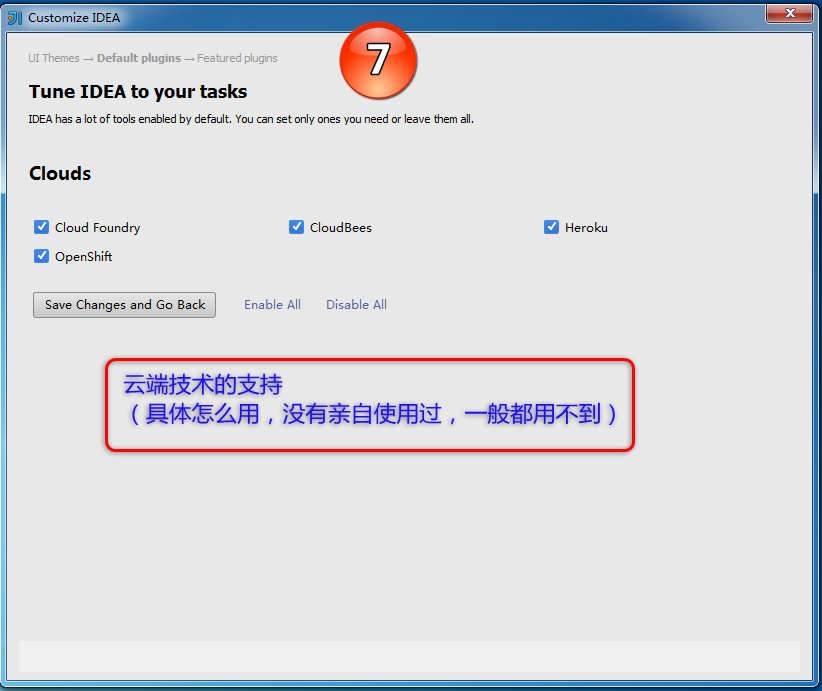 Customize IDEA
UI Themes → Default plugins → Featured plugins
7
Tune IDEA to your tasks
IDEA has a lot of tools enabled by default. You can set only ones you need or leave them all.
Clouds
Cloud Foundry
CloudBees
Heroku
OpenShift
Save Changes and Go Back
Enable All
Disable All
云端技术的支持
（具体怎么用，没有亲自使用过，一般都用不到）